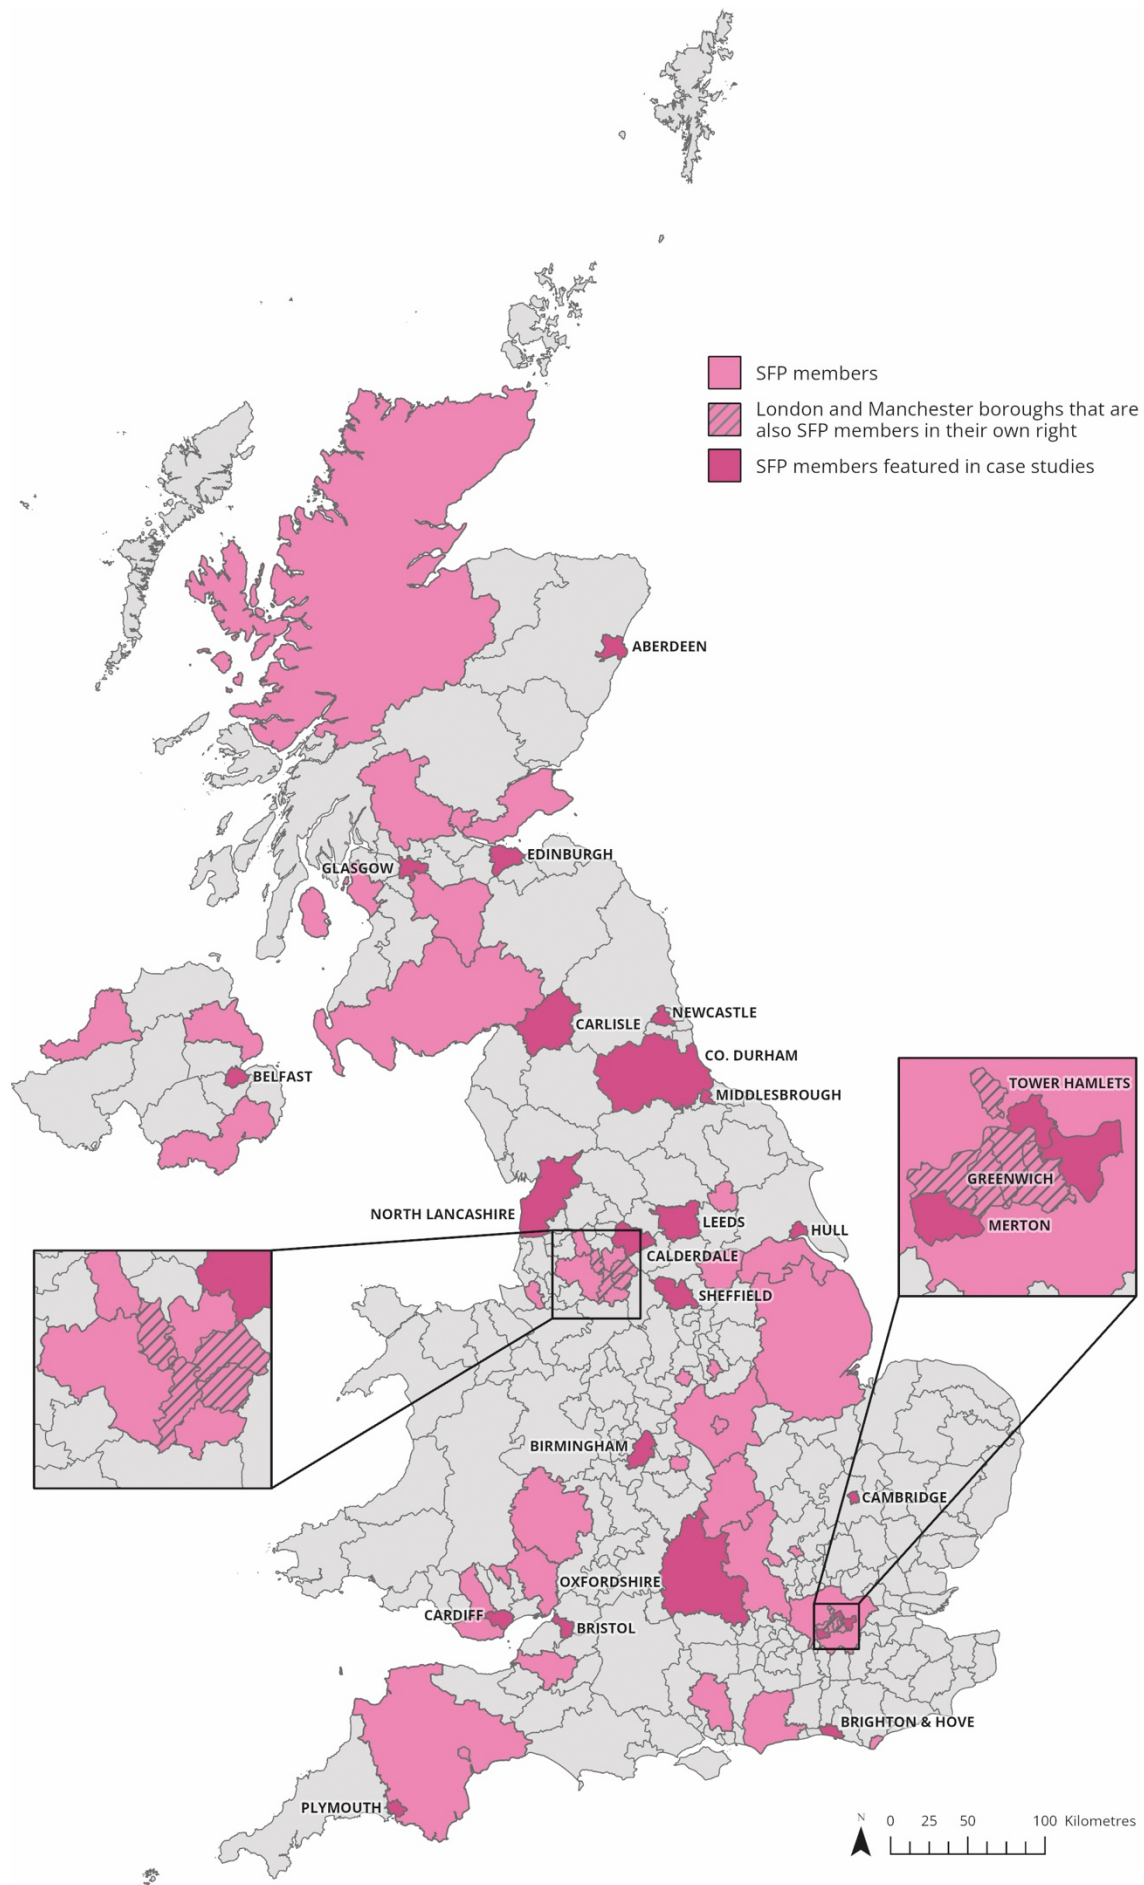 SFP members
London and Manchester boroughs that are
also SFP members in their own right
SFP members featured in case studies
ABERDEEN
EDINBURGH
GLASGOW
NEWCASTLE
CARLISLE
CO. DURHAM
BELFAST
MIDDLESBROUGH
TOWER HAMLETS
GREENWICH
MERTON
NORTH LANCASHIRE
LEEDS
HULL
CALDERDALE
SHEFFIELD
BIRMINGHAM
CAMBRIDGE
OXFORDSHIRE
CARDIFF
BRISTOL
BRIGHTON & HOVE
PLYMOUTH
N
0 25 50 100 Kilometres